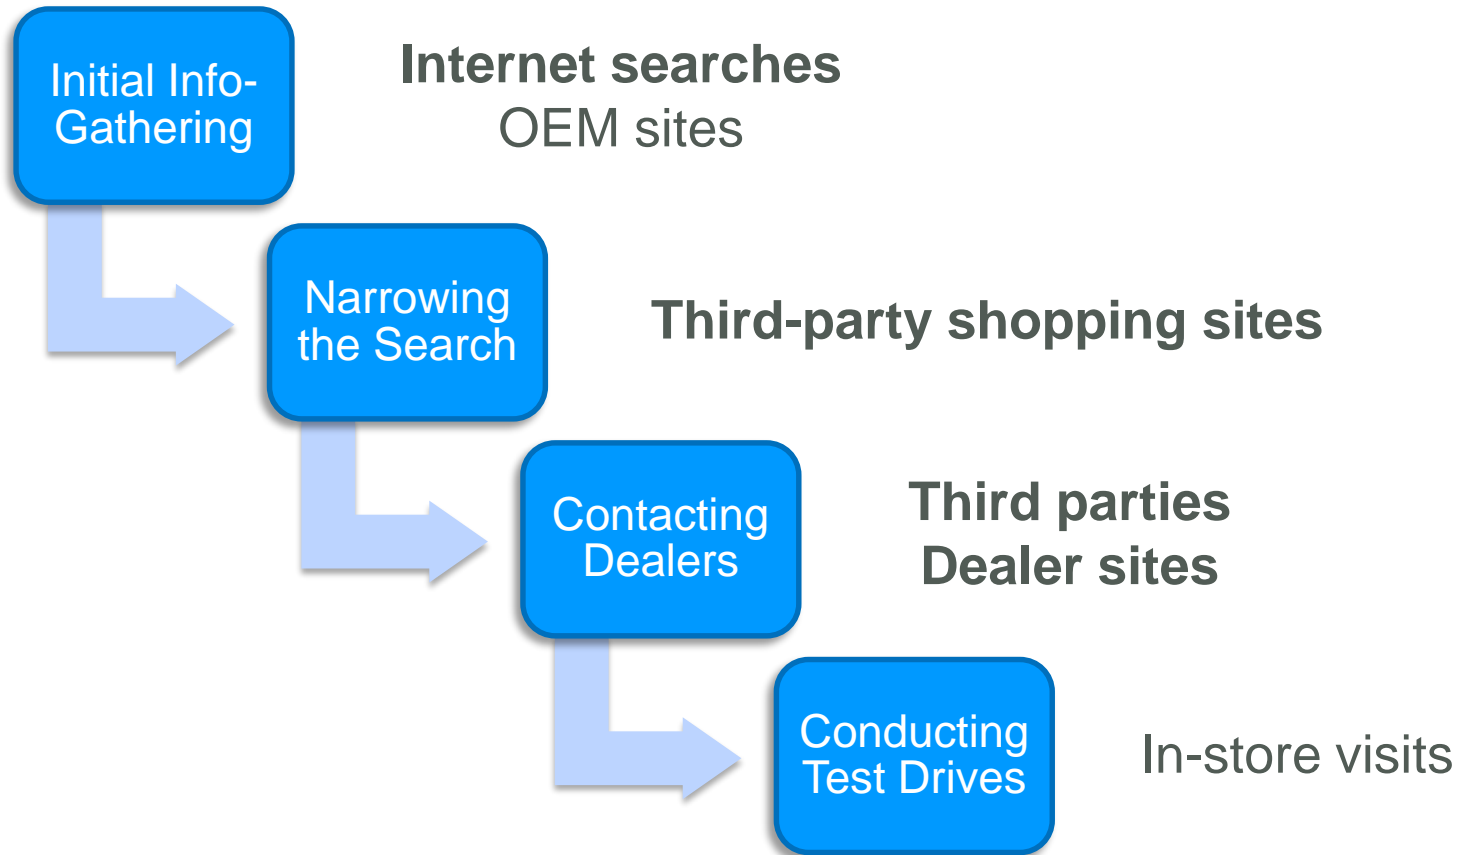 Initial Info-
Gathering
Internet searches
OEM sites
Narrowing
the Search
Third-party shopping sites
Contacting
Dealers
Third parties
Dealer sites
Conducting
Test Drives
In-store visits